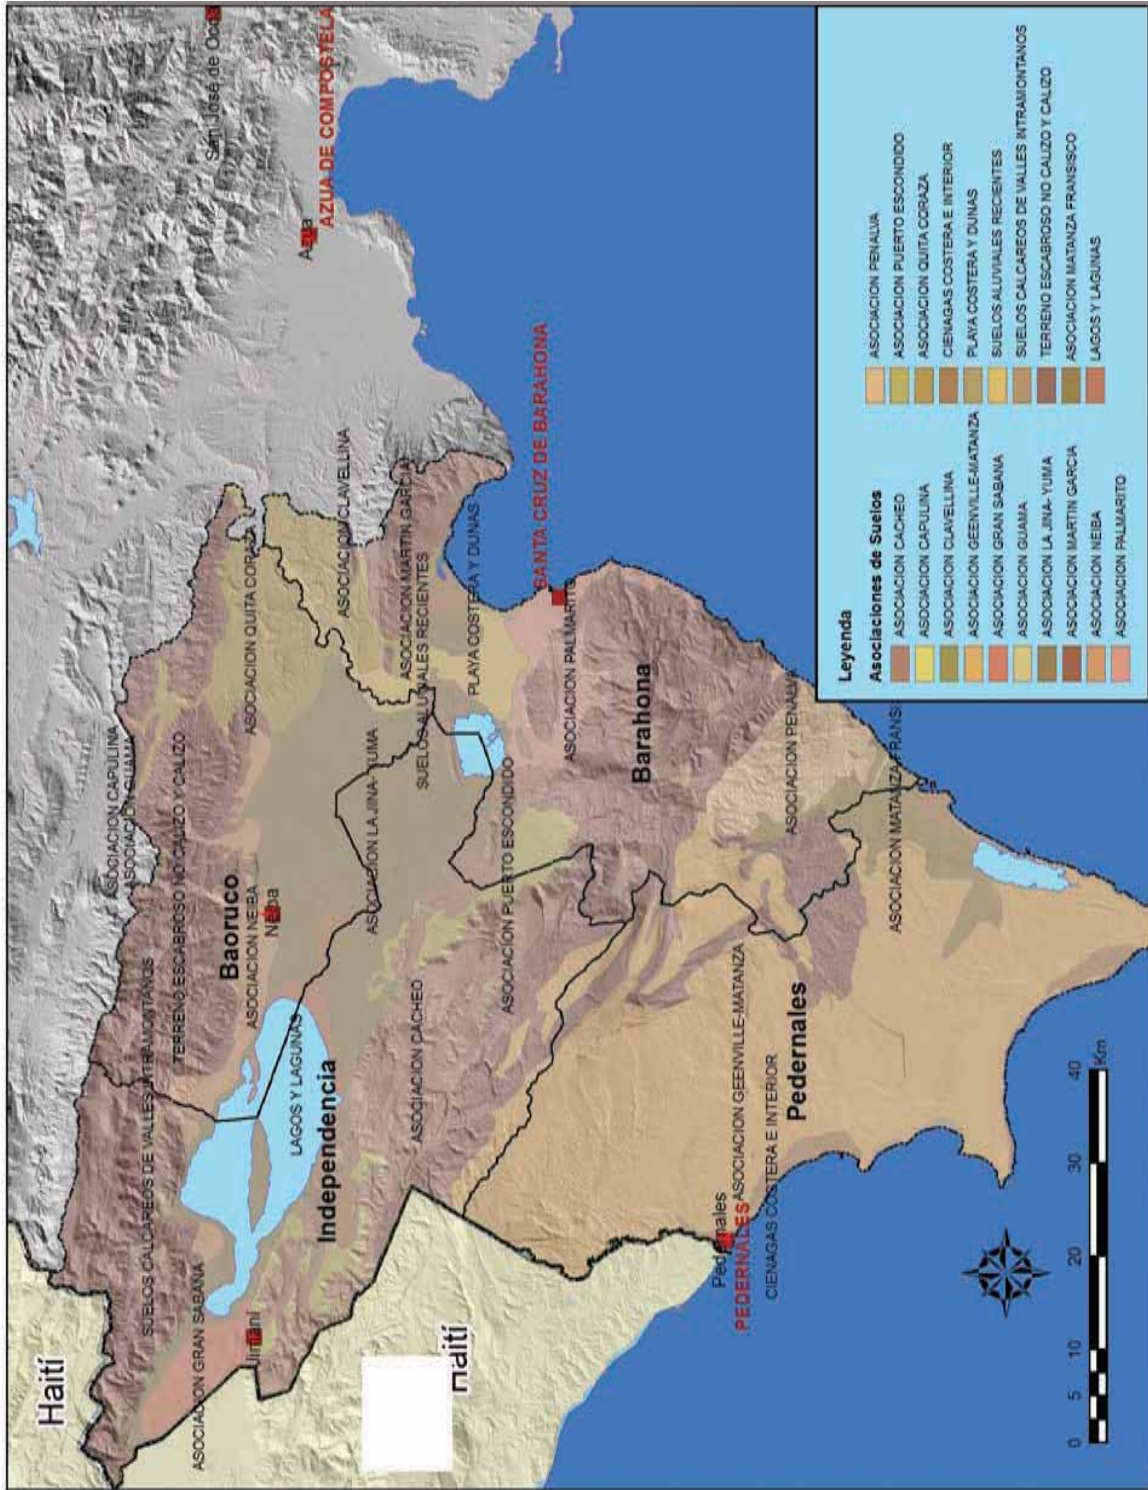 Haití
Haití
San José de Ocoa
Azua
AZUA DE COMPOSTELA
ASOCIACION CAPULINA
ASOCIACION GUAMA
SUELOS CALCAREOS DE VALLES INTRAMONTANOS
TERRENO ESCABROSO NO CALIZO Y CALIZO
ASOCIACION QUITA CORAZA
ASOCIACION GRAN SABANA
Baoruco
ASOCIACION NEIBA
Neiba
Jimaní
LAGOS Y LAGUNAS
Independencia
ASOCIACION CLAVELLINA
ASOCIACION LA JINA-YUMA
ASOCIACION MARTIN GARCIA
SUELOS ALUVIALES RECIENTES
ASOCIACION CACHEO
PLAYA COSTERA Y DUNAS
ASOCIACION PUERTO ESCONDIDO
SANTA CRUZ DE BARAHONA
ASOCIACION PALMARITO
Barahona
Pedernales
PEDERNALES
ASOCIACION GEENVILLE-MATANZA
CIENAGAS COSTERA E INTERIOR
Pedernales
ASOCIACION PENALVA
ASOCIACION MATANZA FRANSI
0 5 10 20 30 40
Km
Leyenda
Asociaciones de Suelos
ASOCIACION CACHEO
ASOCIACION CAPULINA
ASOCIACION CLAVELLINA
ASOCIACION GEENVILLE-MATANZA
ASOCIACION GRAN SABANA
ASOCIACION GUAMA
ASOCIACION LA JINA- YUMA
ASOCIACION MARTIN GARCIA
ASOCIACION NEIBA
ASOCIACION PALMARITO
ASOCIACION PENALVA
ASOCIACION PUERTO ESCONDIDO
ASOCIACION QUITA CORAZA
CIENAGAS COSTERA E INTERIOR
PLAYA COSTERA Y DUNAS
SUELOS ALUVIALES RECIENTES
SUELOS CALCAREOS DE VALLES INTRAMONTANOS
TERRENO ESCABROSO NO CALIZO Y CALIZO
ASOCIACION MATANZA FRANSISCO
LAGOS Y LAGUNAS